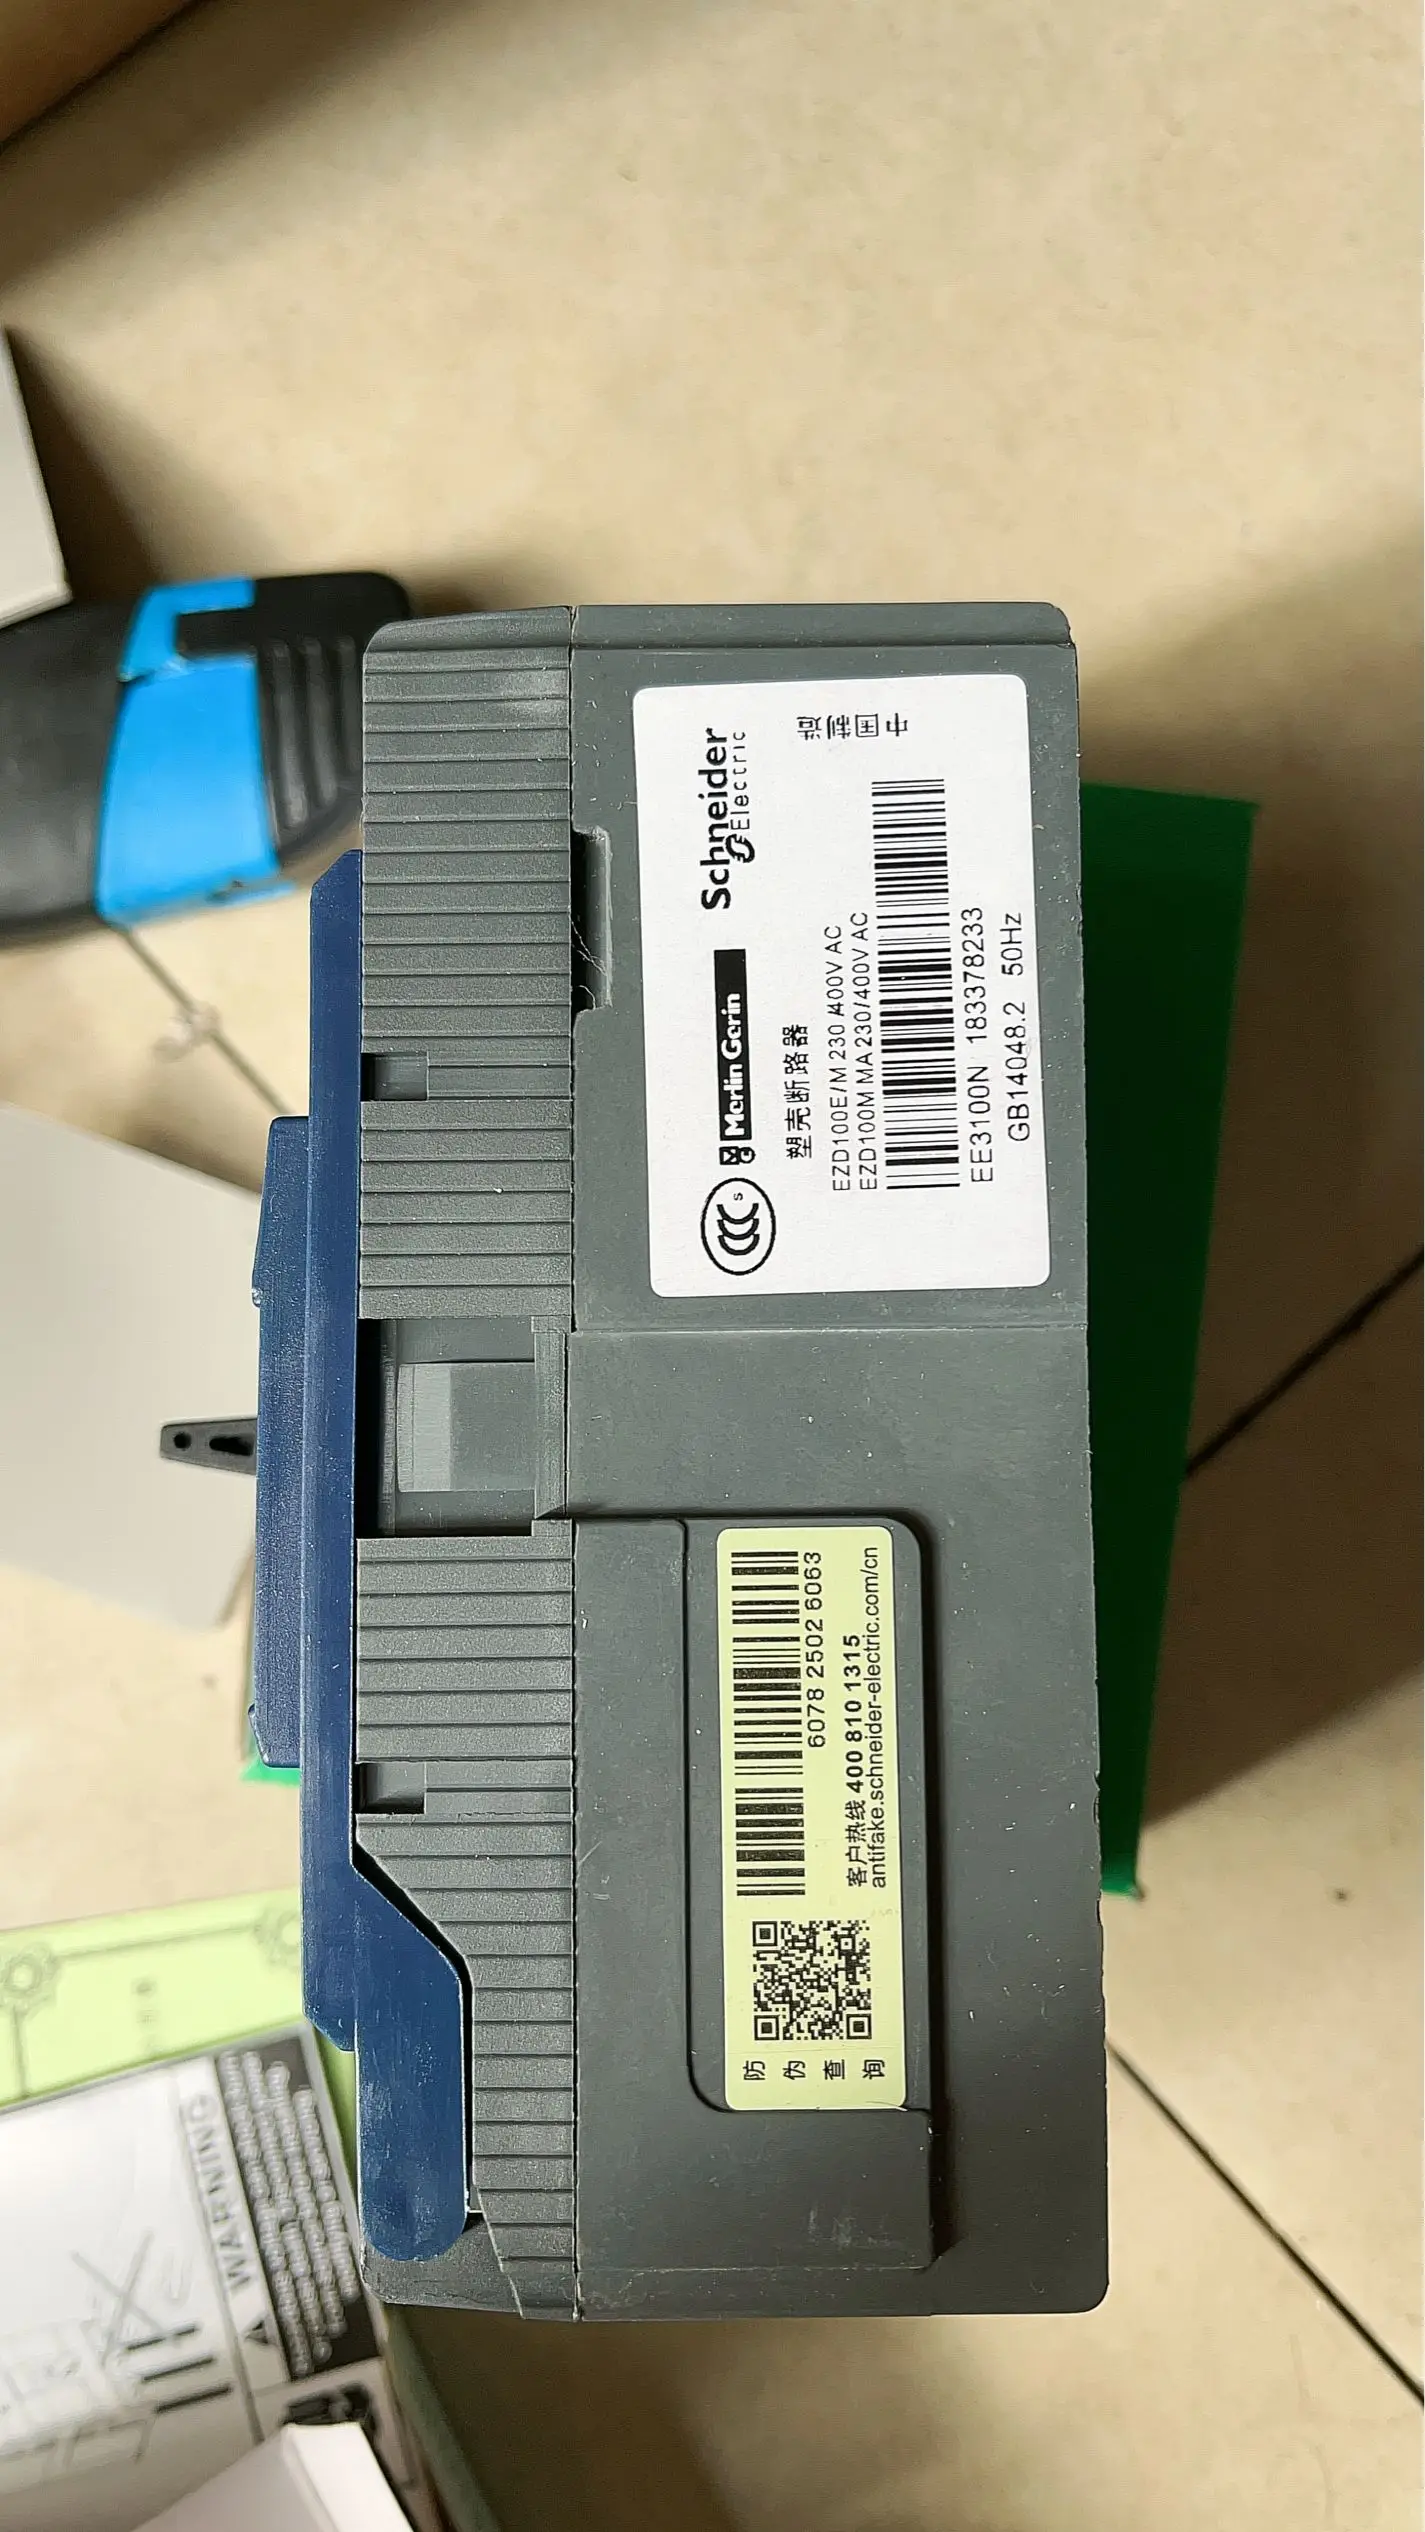 Merlin Gerin
Schneider
Electric
S
塑壳断路器
EZD100E/M 230/400V AC
EZD100M MA 230/400V AC
中国制造
EE3100N 183378233
GB14048.2 50Hz
防伪查询
6078 2502 6063
客户热线 400 810 1315
antifake.schneider-electric.com/cn
WARNING